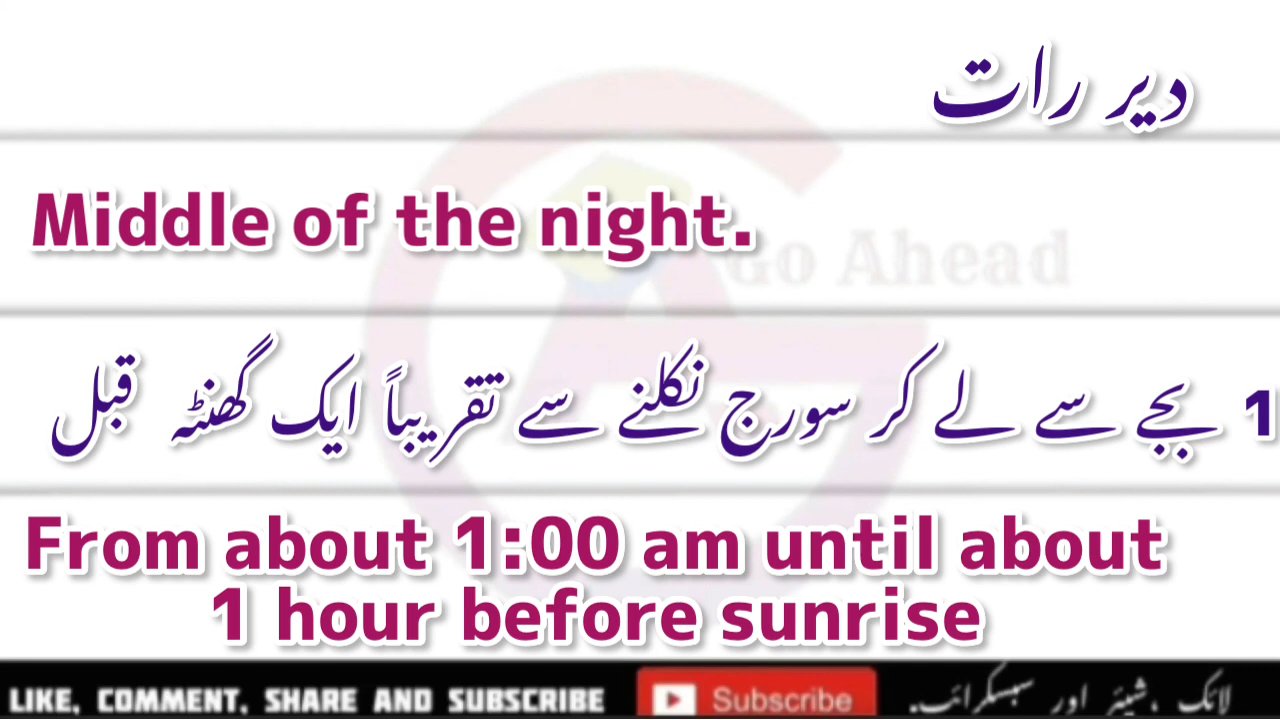 دیر رات
Middle of the night.
Go Ahead
1 بجے سے لے کر سورج نکلنے سے تقریباً ایک گھنٹہ قبل
From about 1:00 am until about
1 hour before sunrise
LIKE, COMMENT, SHARE AND SUBSCRIBE
Subscribe
لائک ،شیئر اور سبسکرائب.